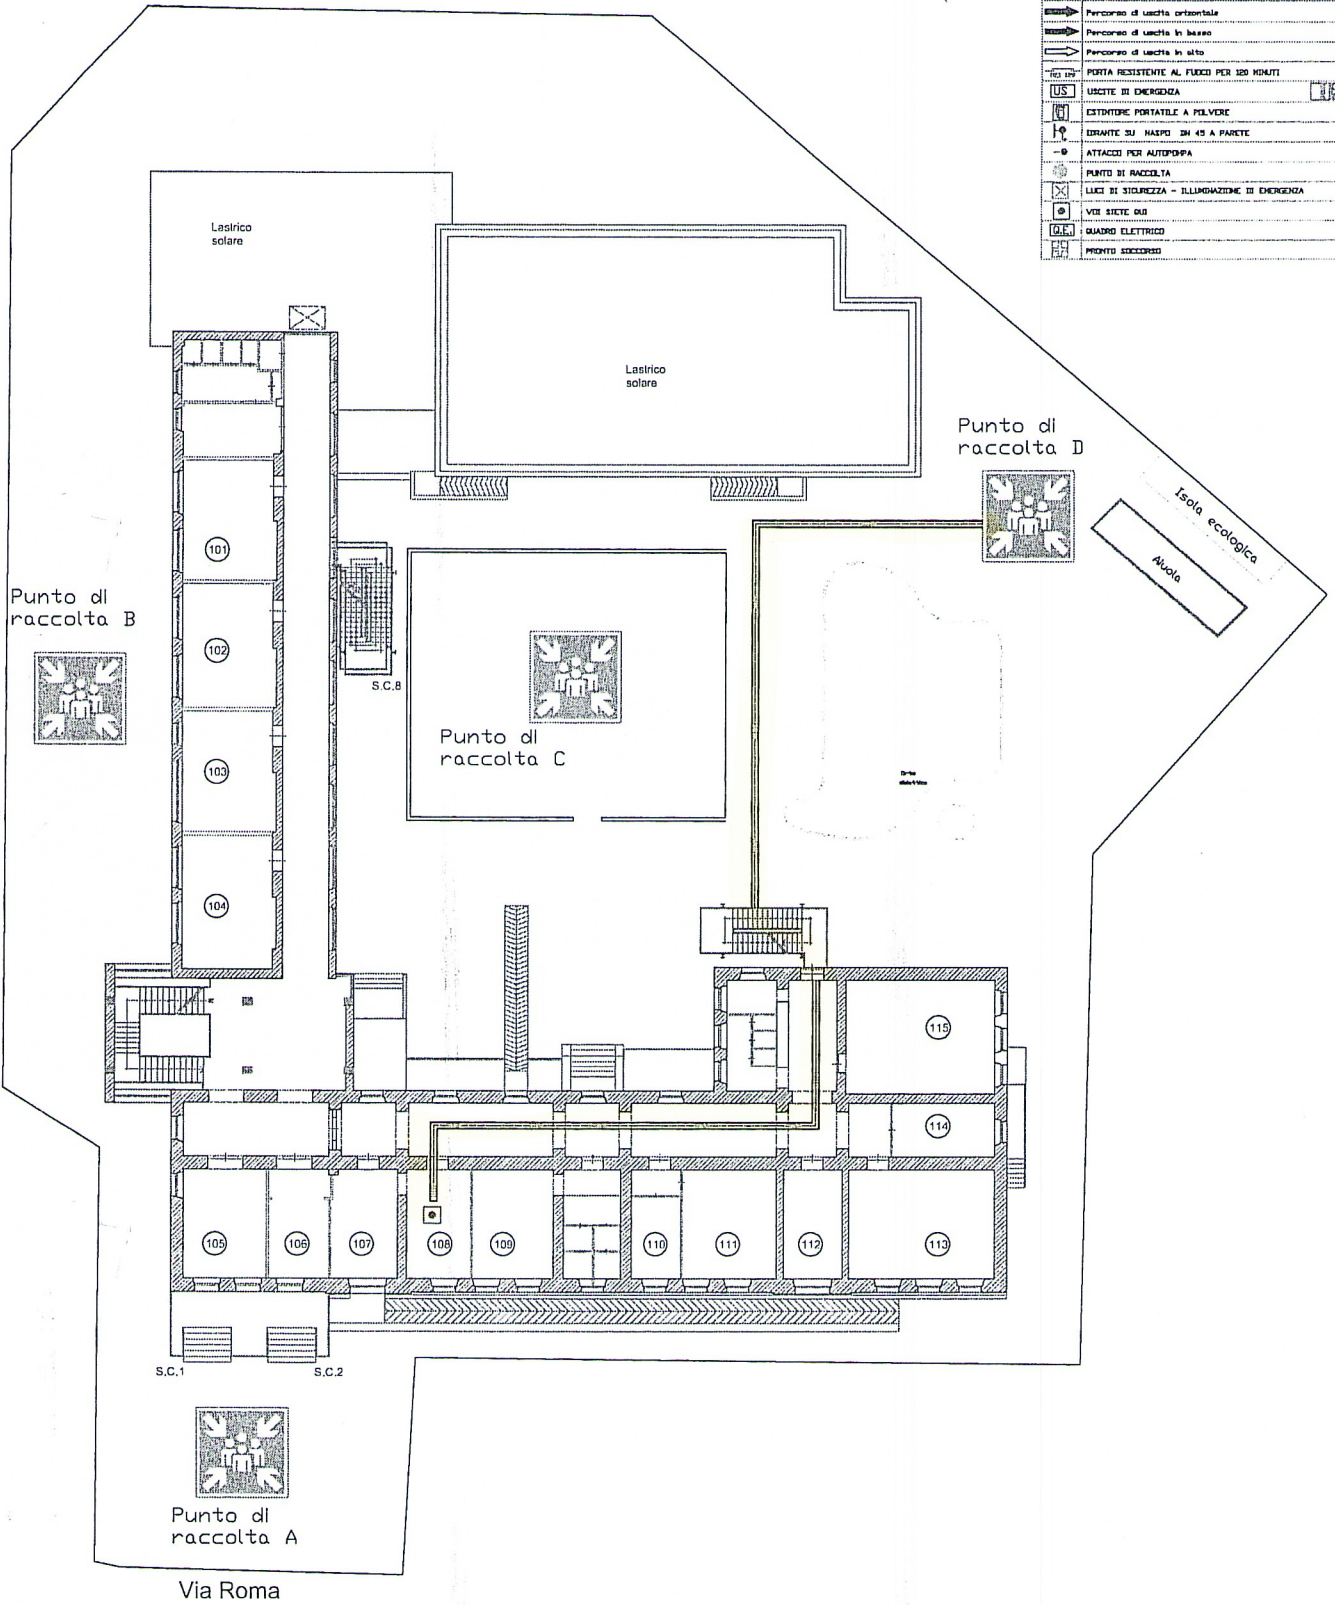 Percorso di uscita orizzontale
Percorso di uscita in basso
Percorso di uscita in alto
PORTA RESISTENTE AL FUOCO PER 120 MINUTI
US
USCITE DI EMERGENZA
ESTINTORE PORTATILE A POLVERE
IDRANTE SU NASPO DN 45 A PARETE
ATTACCO PER AUTOPOMPA
PUNTO DI RACCOLTA
LUCI DI SICUREZZA - ILLUMINAZIONE DI EMERGENZA
VOI SIETE QUI
Q.E.
QUADRO ELETTRICO
PRONTO SOCCORSO
Lastrico
solare
Lastrico
solare
Punto di
raccolta D
Isola ecologica
Aiuola
101
Punto di
raccolta B
102
S.C.8
Punto di
raccolta C
103
104
115
114
105
106
107
108
109
110
111
112
113
S.C.1
S.C.2
Punto di
raccolta A
Via Roma